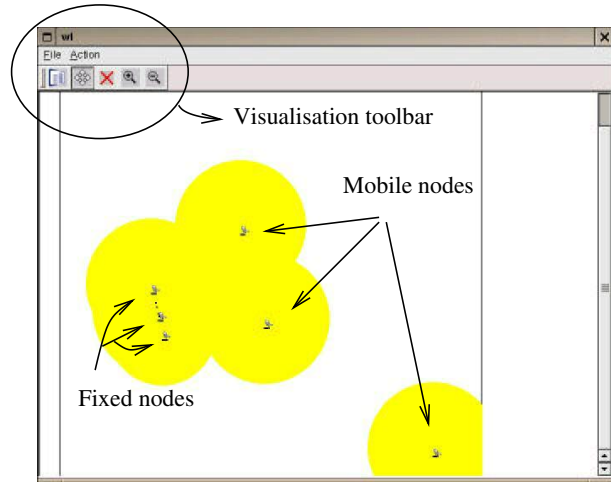 wl
File Action
Visualisation toolbar
Mobile nodes
Fixed nodes